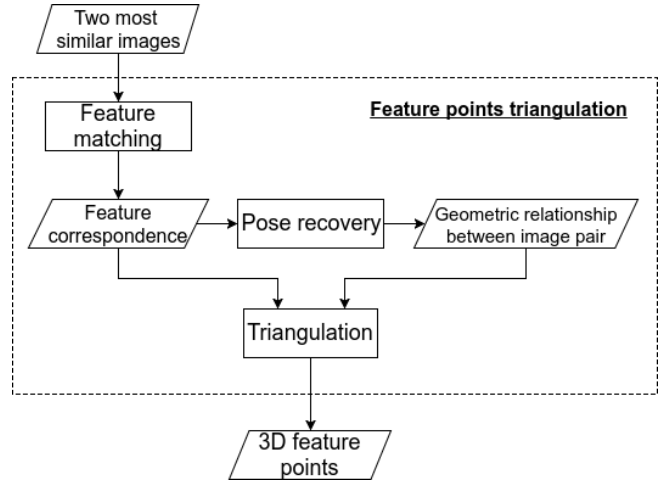 Two most
similar images
Feature points triangulation
Feature
matching
Feature
correspondence
Pose recovery
Geometric relationship
between image pair
Triangulation
3D feature
points